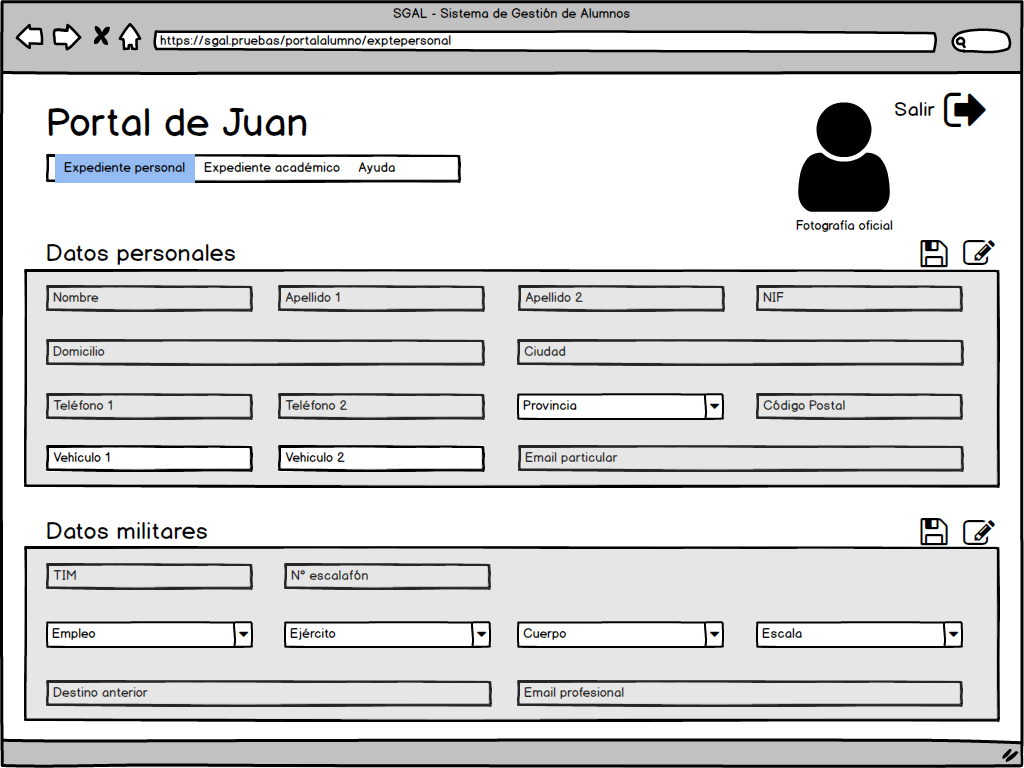 SGAL - Sistema de Gestión de Alumnos
https://sgal.pruebas/portalalumno/exptepersonal
Portal de Juan
Salir
Expediente personal Expediente académico Ayuda
Fotografía oficial
Datos personales
Nombre Apellido 1 Apellido 2 NIF
Domicilio Ciudad
Teléfono 1 Teléfono 2 Provincia Código Postal
Vehículo 1 Vehiculo 2 Email particular
Datos militares
TIM Nº escalafón
Empleo Ejército Cuerpo Escala
Destino anterior Email profesional